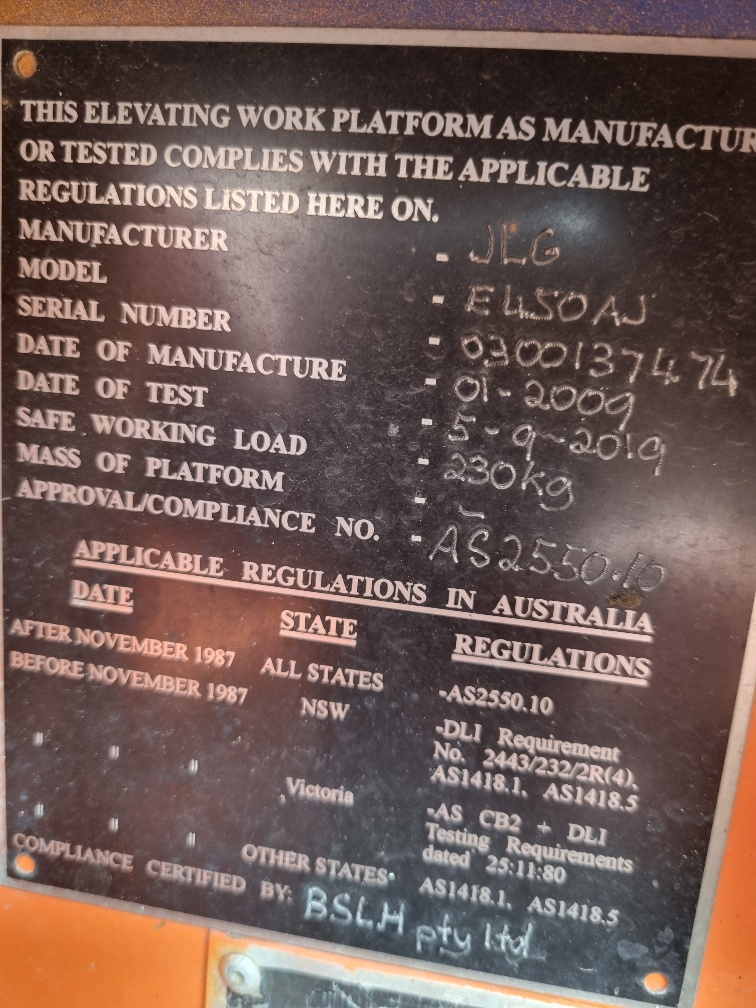 THIS ELEVATING WORK PLATFORM AS MANUFACTUR
OR TESTED COMPLIES WITH THE APPLICABLE
REGULATIONS LISTED HERE ON.
MANUFACTURER - JLG
MODEL - E450AJ
SERIAL NUMBER - 0300137474
DATE OF MANUFACTURE - 01-2009
DATE OF TEST - 5-9-2019
SAFE WORKING LOAD - 230kg
MASS OF PLATFORM - -
APPROVAL/COMPLIANCE NO. - AS2550.10
APPLICABLE REGULATIONS IN AUSTRALIA
DATE STATE REGULATIONS
AFTER NOVEMBER 1987 ALL STATES -AS2550.10
BEFORE NOVEMBER 1987 NSW -DLI Requirement
No. 2443/232/2R(4),
AS1418.1, AS1418.5
" " " Victoria -AS CB2 + DLI
Testing Requirements
dated 25:11:80
" " " OTHER STATES- AS1418.1, AS1418.5
COMPLIANCE CERTIFIED BY: BSLH pty ltd